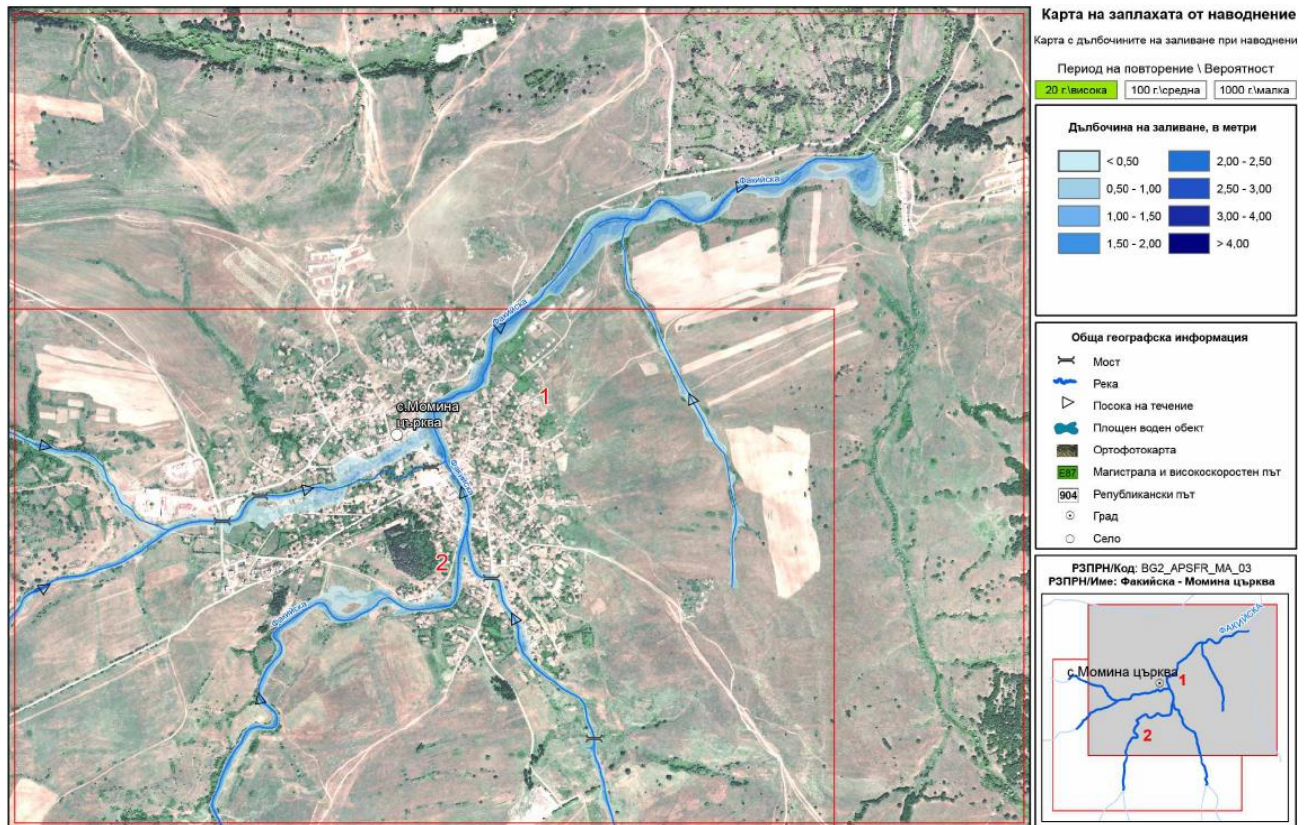 Карта на заплахата от наводнение
Карта с дълбочините на заливане при наводнени
Период на повторение \ Вероятност
20 г.\висока
100 г.\средна
1000 г.\малка
Дълбочина на заливане, в метри
< 0,50
2,00 - 2,50
0,50 - 1,00
2,50 - 3,00
1,00 - 1,50
3,00 - 4,00
1,50 - 2,00
> 4,00
Обща географска информация
Мост
Река
Посока на течение
Площен воден обект
Ортофотокарта
E87 Магистрала и високоскоростен път
904 Републикански път
Град
Село
РЗПРН/Код: BG2_APSFR_MA_03
РЗПРН/Име: Факийска - Момина църква
ФАКИЙСКА
с.Момина църква
1
2
Факийска
Факийска
Факийска
1
с.Момина
църква
Факийска
2
Факийска